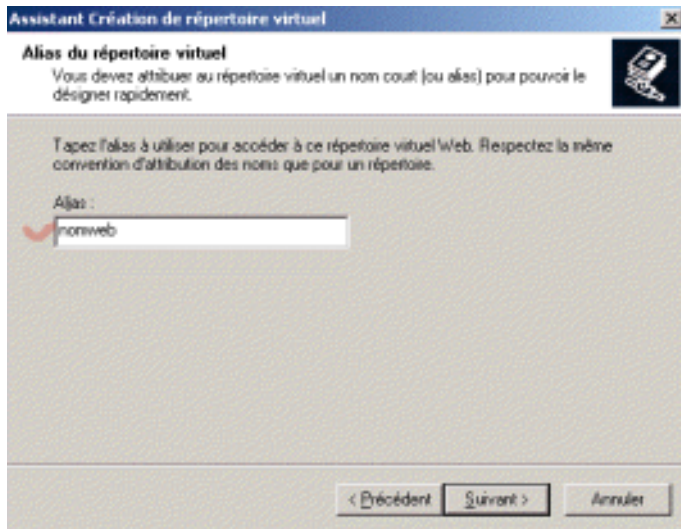 Assistant Création de répertoire virtuel
Alias du répertoire virtuel
Vous devez attribuer au répertoire virtuel un nom court (ou alias) pour pouvoir le
désigner rapidement.
Tapez l'alias à utiliser pour accéder à ce répertoire virtuel Web. Respectez la même
convention d'attribution des noms que pour un répertoire.
Alias :
nomweb
< Précédent
Suivant >
Annuler